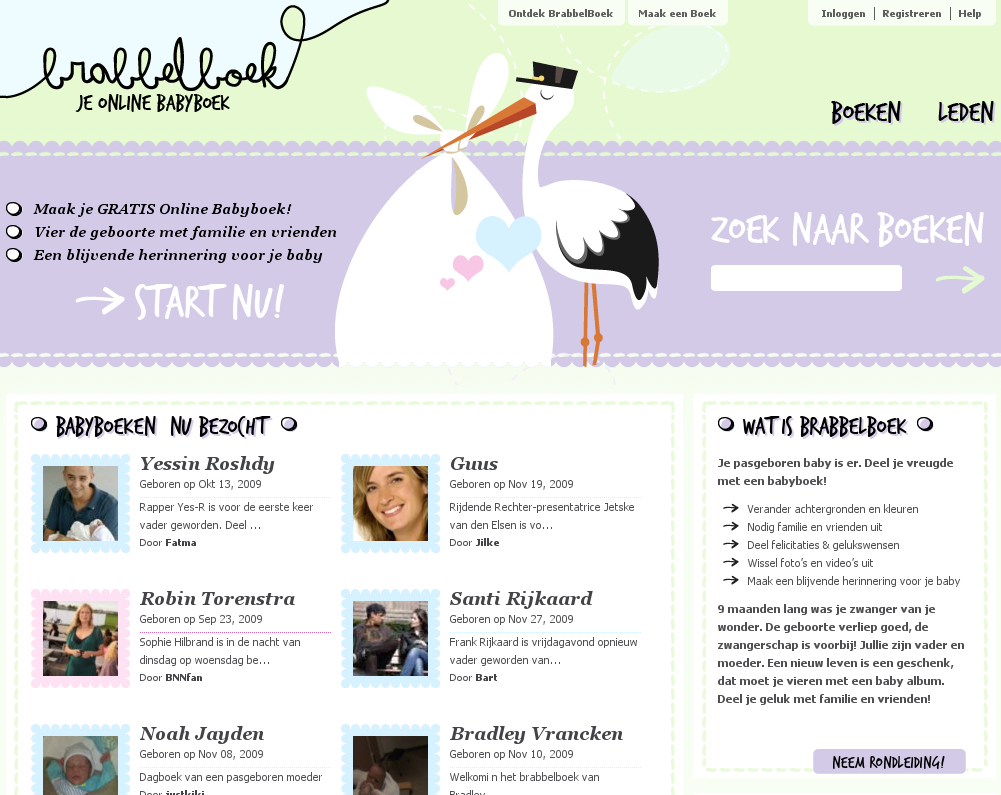 Ontdek BrabbelBoek
Maak een Boek
Inloggen
Registreren
Help
brabbelboek
JE ONLINE BABYBOEK
BOEKEN
LEDEN
Maak je GRATIS Online Babyboek!
Vier de geboorte met familie en vrienden
Een blijvende herinnering voor je baby
START NU!
ZOEK NAAR BOEKEN
BABYBOEKEN NU BEZOCHT
Yessin Roshdy
Geboren op Okt 13, 2009
Rapper Yes-R is voor de eerste keer
vader geworden. Deel ...
Door Fatma
Guus
Geboren op Nov 19, 2009
Rijdende Rechter-presentatrice Jetske
van den Elsen is vo...
Door Jilke
Robin Torenstra
Geboren op Sep 23, 2009
Sophie Hilbrand is in de nacht van
dinsdag op woensdag be...
Door BNNfan
Santi Rijkaard
Geboren op Nov 27, 2009
Frank Rijkaard is vrijdagavond opnieuw
vader geworden van...
Door Bart
Noah Jayden
Geboren op Nov 08, 2009
Dagboek van een pasgeboren moeder
Door justkiki
Bradley Vrancken
Geboren op Nov 10, 2009
Welkomi n het brabbelboek van
Bradley
WAT IS BRABBELBOEK
Je pasgeboren baby is er. Deel je vreugde
met een babyboek!
Verander achtergronden en kleuren
Nodig familie en vrienden uit
Deel felicitaties & gelukswensen
Wissel foto's en video's uit
Maak een blijvende herinnering voor je baby
9 maanden lang was je zwanger van je
wonder. De geboorte verliep goed, de
zwangerschap is voorbij! Jullie zijn vader en
moeder. Een nieuw leven is een geschenk,
dat moet je vieren met een baby album.
Deel je geluk met familie en vrienden!
NEEM RONDLEIDING!